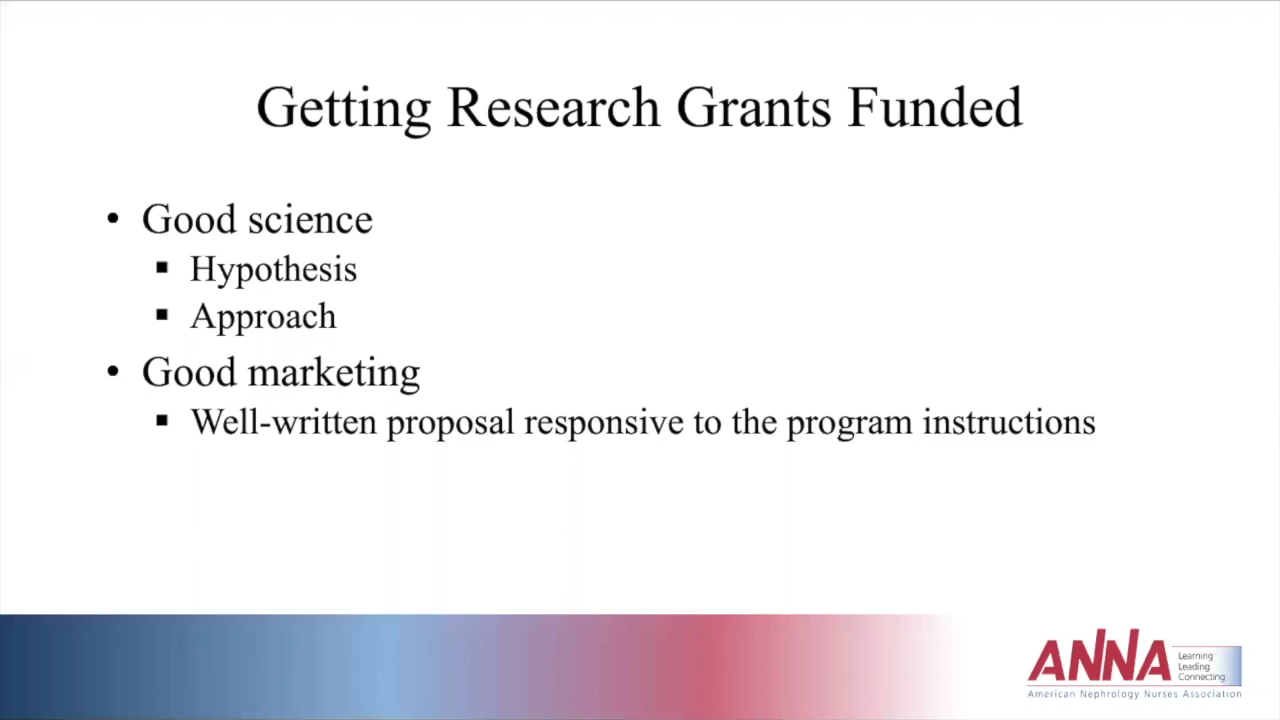 Getting Research Grants Funded
• Good science
▪ Hypothesis
▪ Approach
• Good marketing
▪ Well-written proposal responsive to the program instructions
ANNA
Learning
Leading
Connecting
American Nephrology Nurses Association